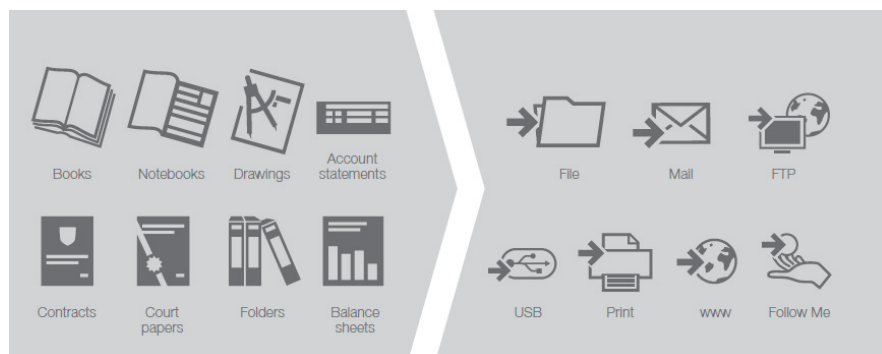 Books
Notebooks
Drawings
Account
statements
Contracts
Court
papers
Folders
Balance
sheets
File
Mail
FTP
USB
Print
www
Follow Me